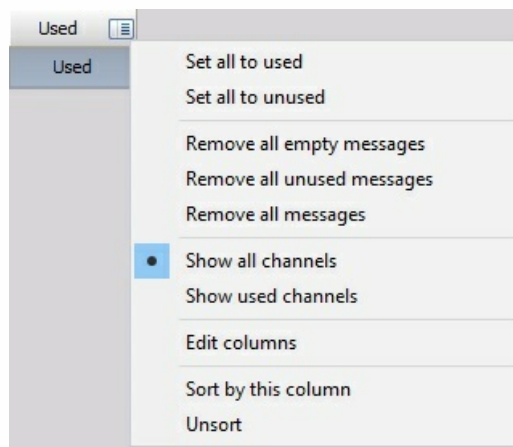 Used
Used
Set all to used
Set all to unused
Remove all empty messages
Remove all unused messages
Remove all messages
Show all channels
Show used channels
Edit columns
Sort by this column
Unsort